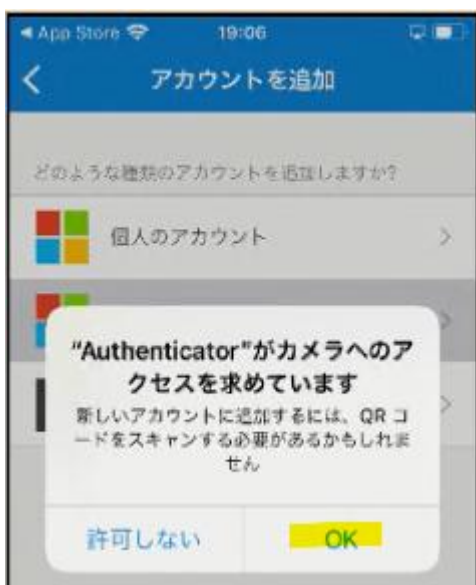 App Store 19:06
アカウントを追加
どのような種類のアカウントを追加しますか?
個人のアカウント
"Authenticator"がカメラへのア
クセスを求めています
新しいアカウントに追加するには、QR コ
ードをスキャンする必要があるかもしれま
せん
許可しない OK